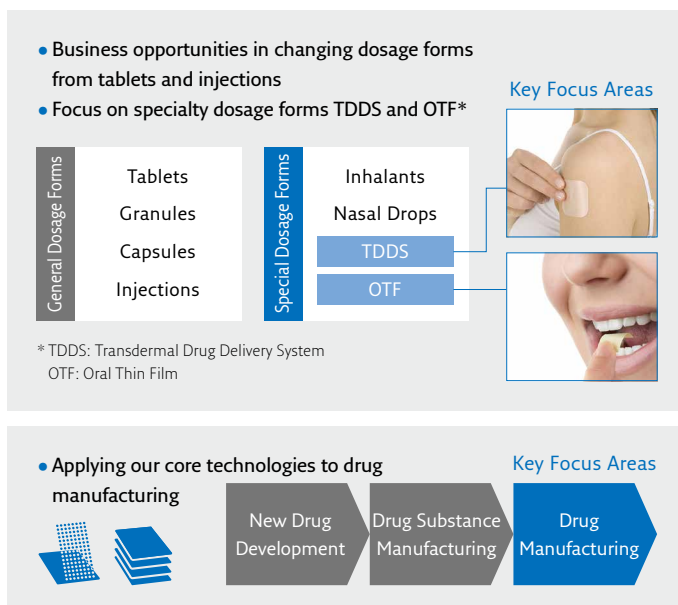 ● Business opportunities in changing dosage forms
from tablets and injections
● Focus on specialty dosage forms TDDS and OTF*
Key Focus Areas
General Dosage Forms
Tablets
Granules
Capsules
Injections
Special Dosage Forms
Inhalants
Nasal Drops
TDDS
OTF
* TDDS: Transdermal Drug Delivery System
OTF: Oral Thin Film
● Applying our core technologies to drug
manufacturing
Key Focus Areas
New Drug
Development
Drug Substance
Manufacturing
Drug
Manufacturing